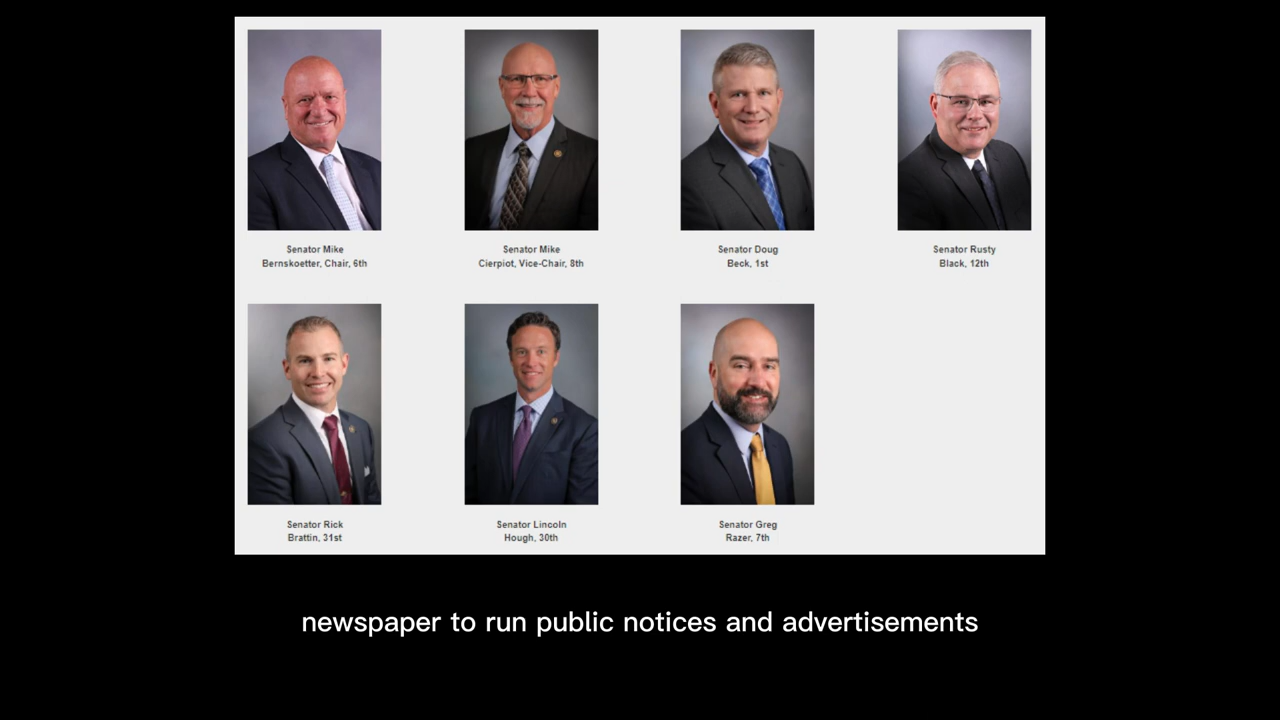 Senator Mike
Bernskoetter, Chair, 6th
Senator Mike
Cierpiot, Vice-Chair, 8th
Senator Doug
Beck, 1st
Senator Rusty
Black, 12th
Senator Rick
Brattin, 31st
Senator Lincoln
Hough, 30th
Senator Greg
Razer, 7th
newspaper to run public notices and advertisements